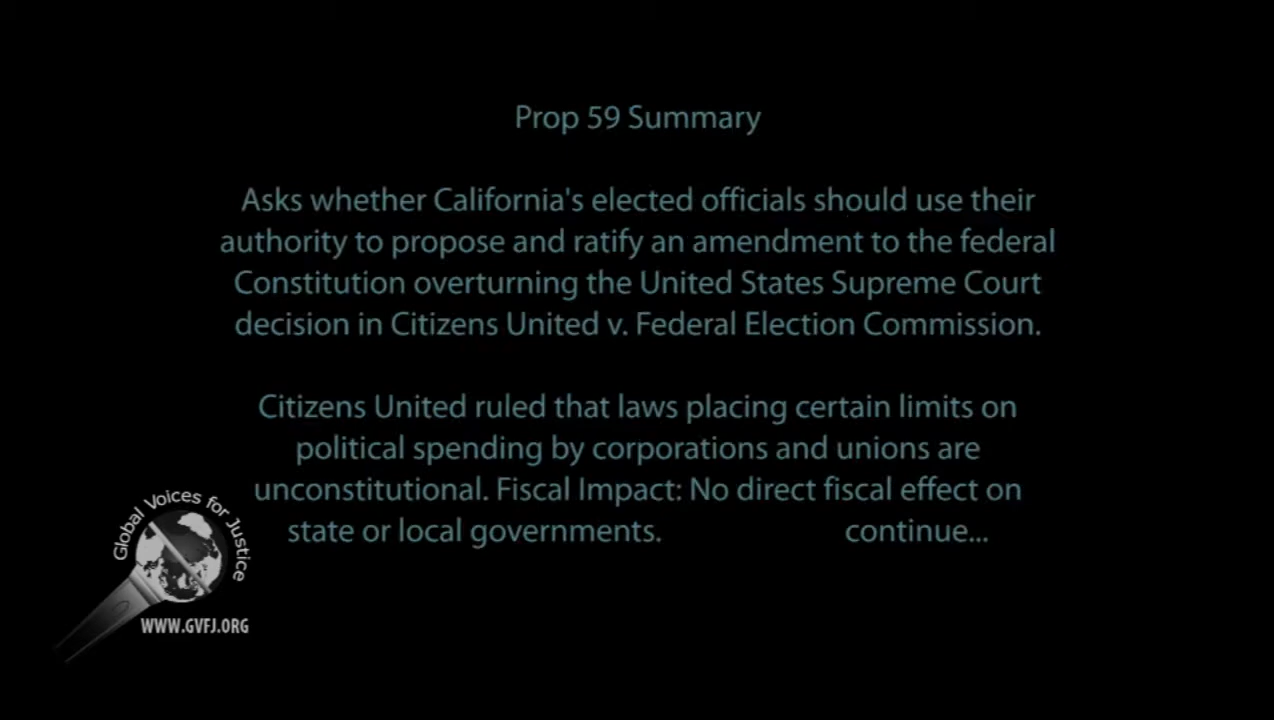 Prop 59 Summary
Asks whether California's elected officials should use their
authority to propose and ratify an amendment to the federal
Constitution overturning the United States Supreme Court
decision in Citizens United v. Federal Election Commission.
Citizens United ruled that laws placing certain limits on
political spending by corporations and unions are
unconstitutional. Fiscal Impact: No direct fiscal effect on
state or local governments. continue...
Global Voices for Justice
WWW.GVFJ.ORG